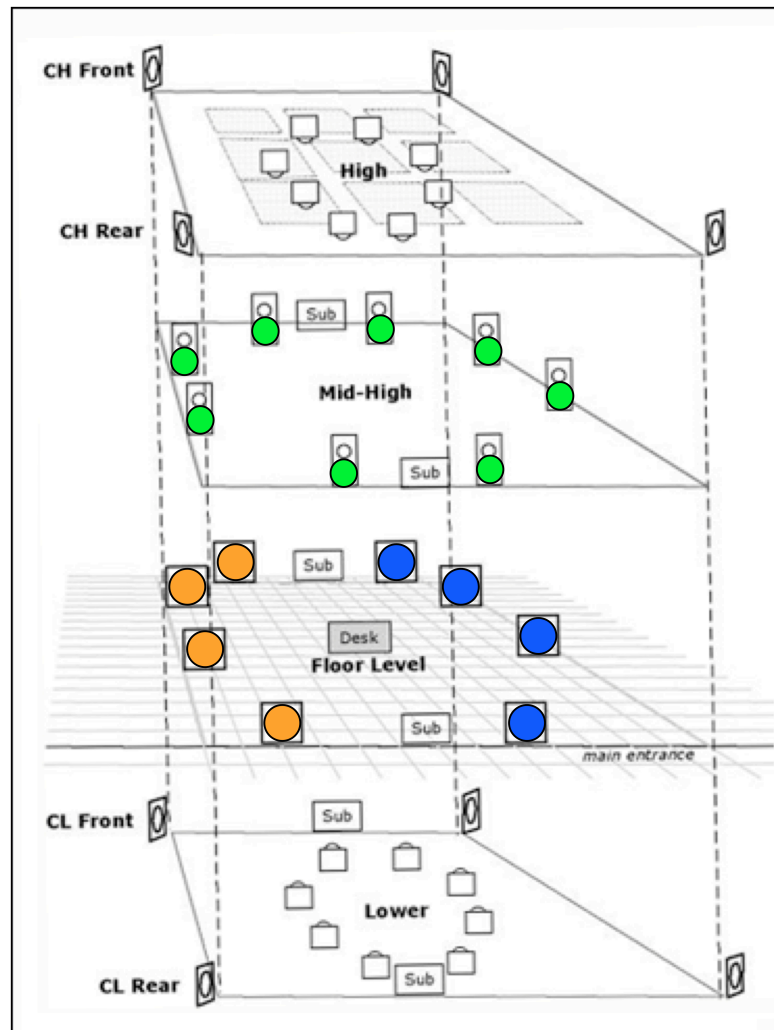 CH Front
High
CH Rear
Sub
Mid-High
Sub
Sub
Desk
Floor Level
Sub
main entrance
CL Front
Sub
Lower
CL Rear
Sub